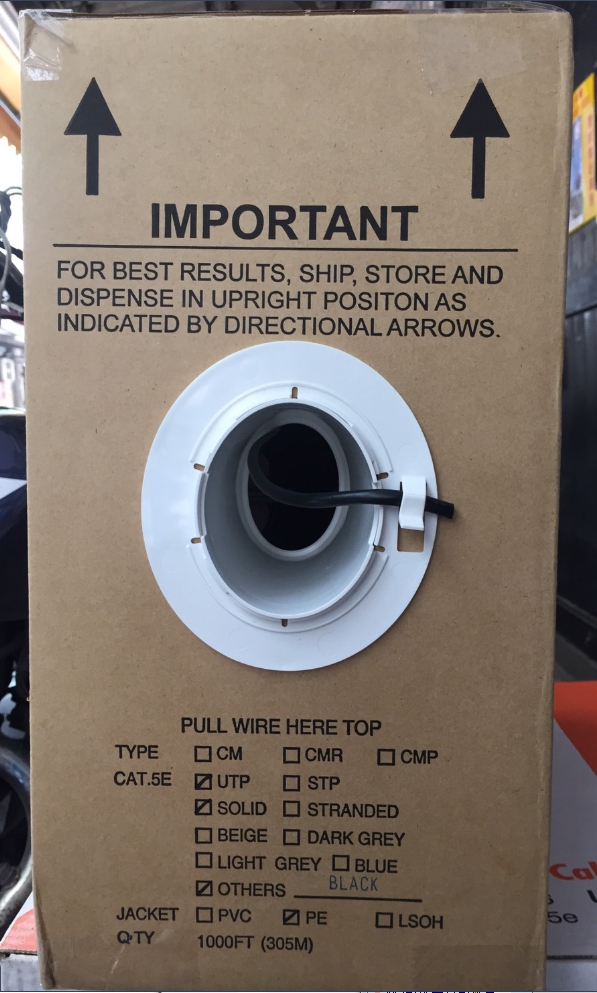 IMPORTANT
FOR BEST RESULTS, SHIP, STORE AND
DISPENSE IN UPRIGHT POSITON AS
INDICATED BY DIRECTIONAL ARROWS.
PULL WIRE HERE TOP
TYPE ☐ CM ☐ CMR ☐ CMP
CAT.5E ☑ UTP ☐ STP
☑ SOLID ☐ STRANDED
☐ BEIGE ☐ DARK GREY
☐ LIGHT GREY ☐ BLUE
☑ OTHERS BLACK
JACKET ☐ PVC ☑ PE ☐ LSOH
Q'TY 1000FT (305M)
5e